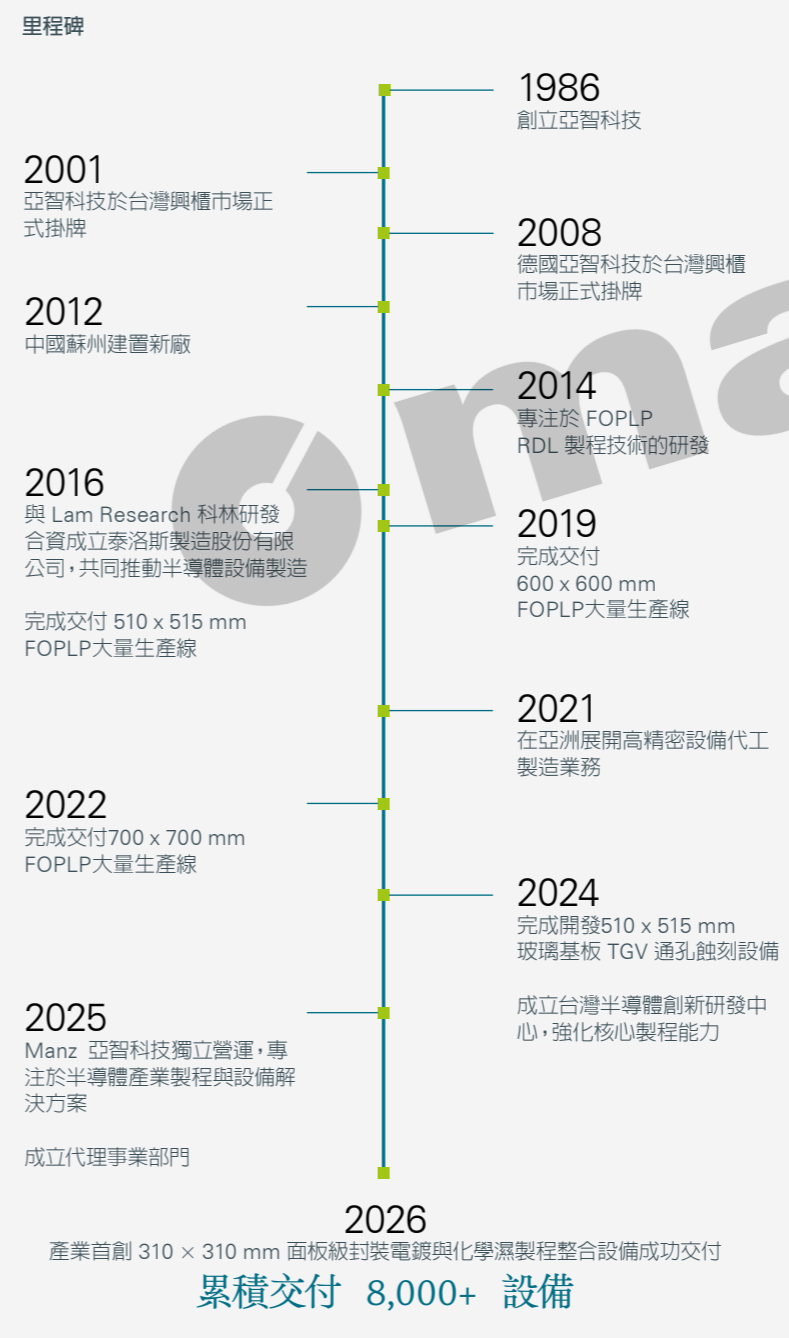 里程碑
1986
創立亞智科技
2001
亞智科技於台灣興櫃市場正
式掛牌
2008
德國亞智科技於台灣興櫃
市場正式掛牌
2012
中國蘇州建置新廠
2014
專注於 FOPLP
RDL 製程技術的研發
2016
與 Lam Research 科林研發
合資成立泰洛斯製造股份有限
公司,共同推動半導體設備製造
完成交付 510 x 515 mm
FOPLP大量生產線
2019
完成交付
600 x 600 mm
FOPLP大量生產線
2021
在亞洲展開高精密設備代工
製造業務
2022
完成交付700 x 700 mm
FOPLP大量生產線
2024
完成開發510 x 515 mm
玻璃基板 TGV 通孔蝕刻設備
成立台灣半導體創新研發中
心,強化核心製程能力
2025
Manz 亞智科技獨立營運,專
注於半導體產業製程與設備解
決方案
成立代理事業部門
2026
產業首創 310 × 310 mm 面板級封裝電鍍與化學濕製程整合設備成功交付
累積交付 8,000+ 設備
ma